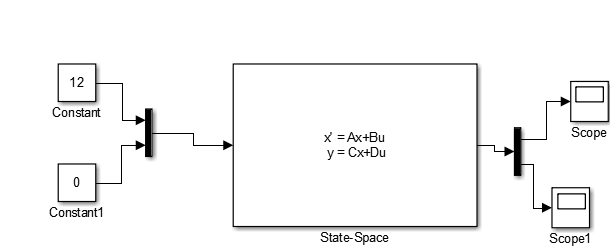 12
Constant
0
Constant1
x' = Ax+Bu
y = Cx+Du
State-Space
Scope
Scope1